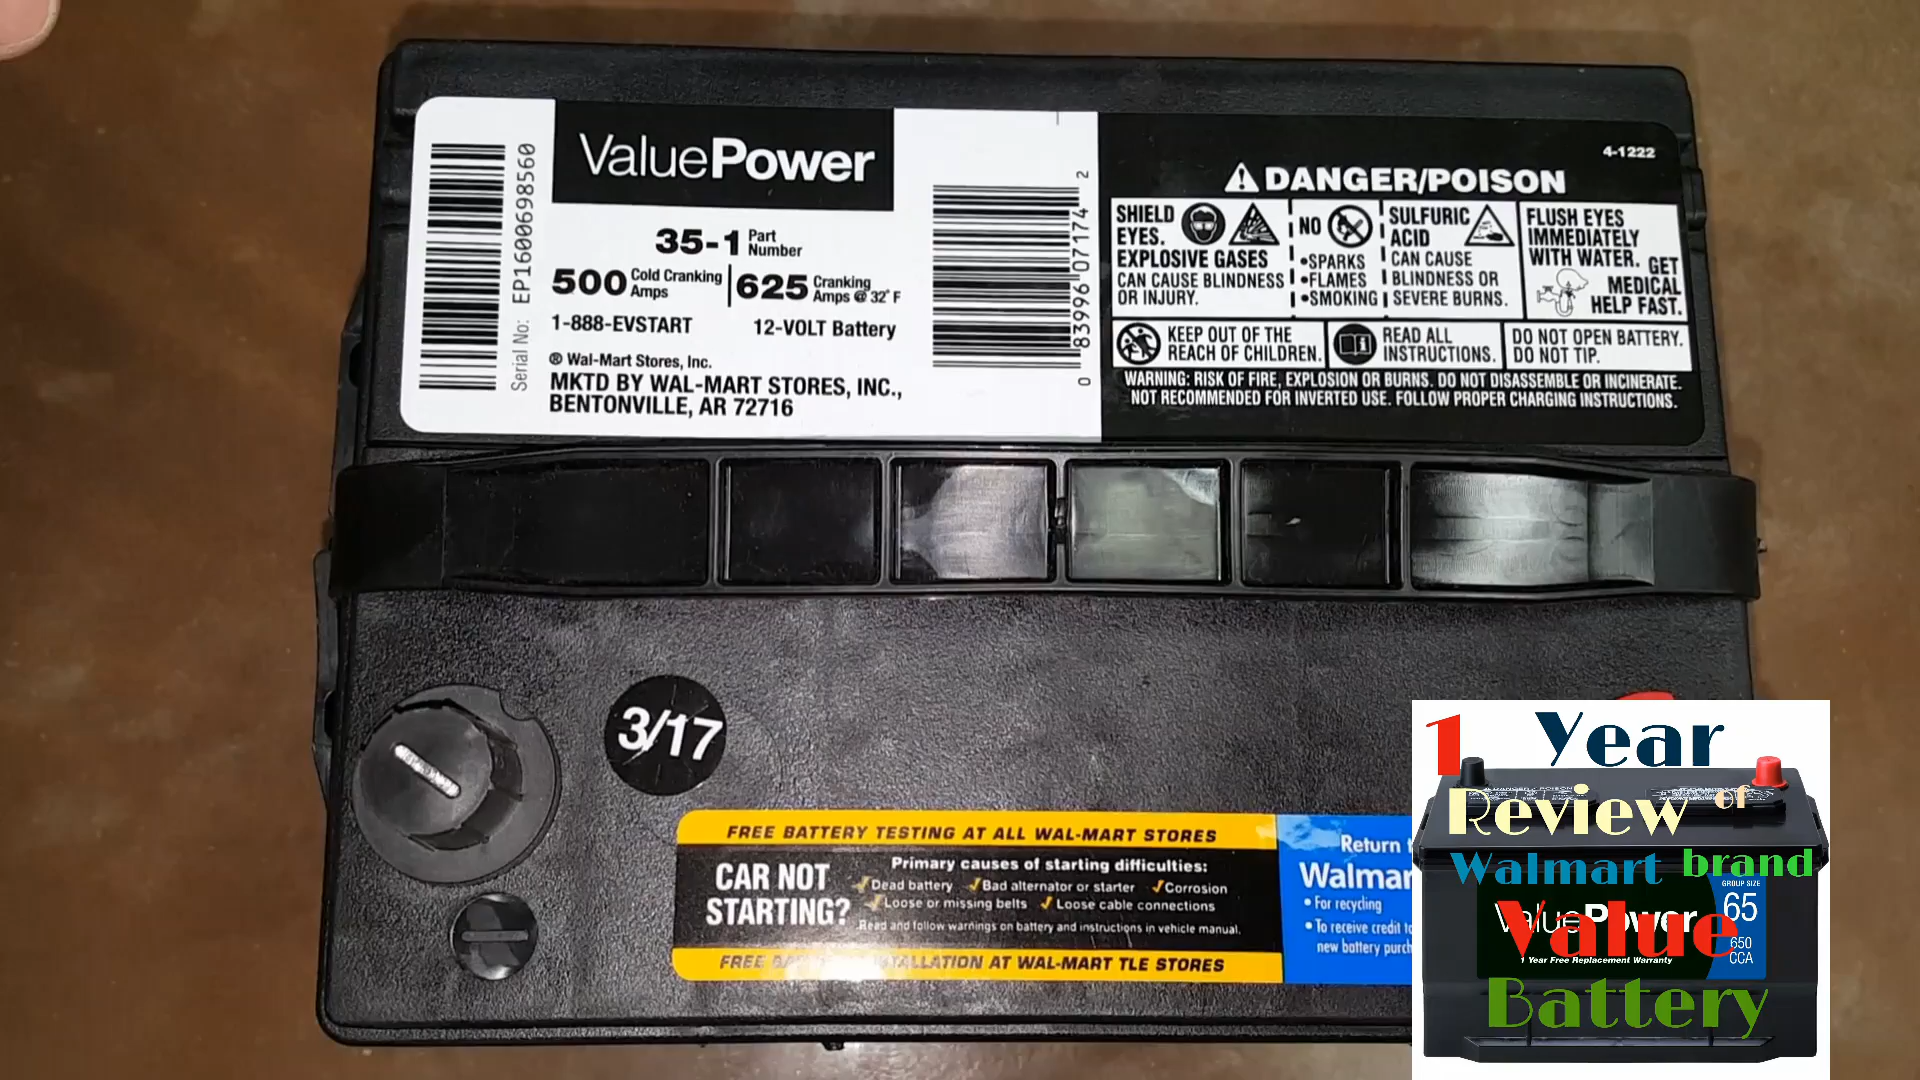 EP1600698560
Serial No:
ValuePower
35-1 Part Number
500 Cold Cranking Amps | 625 Cranking Amps @ 32° F
1-888-EVSTART 12-VOLT Battery
® Wal-Mart Stores, Inc.
MKTD BY WAL-MART STORES, INC.,
BENTONVILLE, AR 72716
0 83996 07174 2
4-1222
DANGER/POISON
SHIELD
EYES.
EXPLOSIVE GASES
CAN CAUSE BLINDNESS
OR INJURY.
NO
•SPARKS
•FLAMES
•SMOKING
SULFURIC
ACID
CAN CAUSE
BLINDNESS OR
SEVERE BURNS.
FLUSH EYES
IMMEDIATELY
WITH WATER.
GET
MEDICAL
HELP FAST.
KEEP OUT OF THE
REACH OF CHILDREN.
READ ALL
INSTRUCTIONS.
DO NOT OPEN BATTERY.
DO NOT TIP.
WARNING: RISK OF FIRE, EXPLOSION OR BURNS. DO NOT DISASSEMBLE OR INCINERATE.
NOT RECOMMENDED FOR INVERTED USE. FOLLOW PROPER CHARGING INSTRUCTIONS.
3/17
FREE BATTERY TESTING AT ALL WAL-MART STORES
CAR NOT
STARTING?
Primary causes of starting difficulties:
Dead battery Bad alternator or starter Corrosion
Loose or missing belts Loose cable connections
Read and follow warnings on battery and instructions in vehicle manual.
FREE AT WAL-MART TLE STORES
Return
Walmar
• For recycling
• To receive credit
new battery purch
1 Year
Review of
Walmart brand
Value
Battery
GROUP SIZE
65
650
CCA
ValuePower
1 Year Free Replacement Warranty